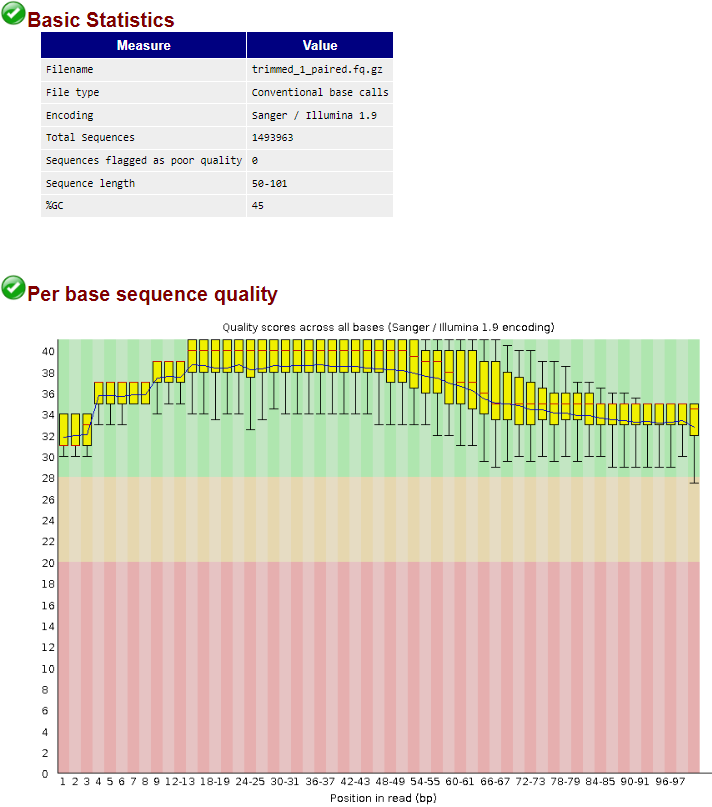 Basic Statistics
Measure Value
Filename trimmed_1_paired.fq.gz
File type Conventional base calls
Encoding Sanger / Illumina 1.9
Total Sequences 1493963
Sequences flagged as poor quality 0
Sequence length 50-101
%GC 45
Per base sequence quality
Quality scores across all bases (Sanger / Illumina 1.9 encoding)
40
38
36
34
32
30
28
26
24
22
20
18
16
14
12
10
8
6
4
2
0
1 2 3 4 5 6 7 8 9 12-13 18-19 24-25 30-31 36-37 42-43 48-49 54-55 60-61 66-67 72-73 78-79 84-85 90-91 96-97
Position in read (bp)